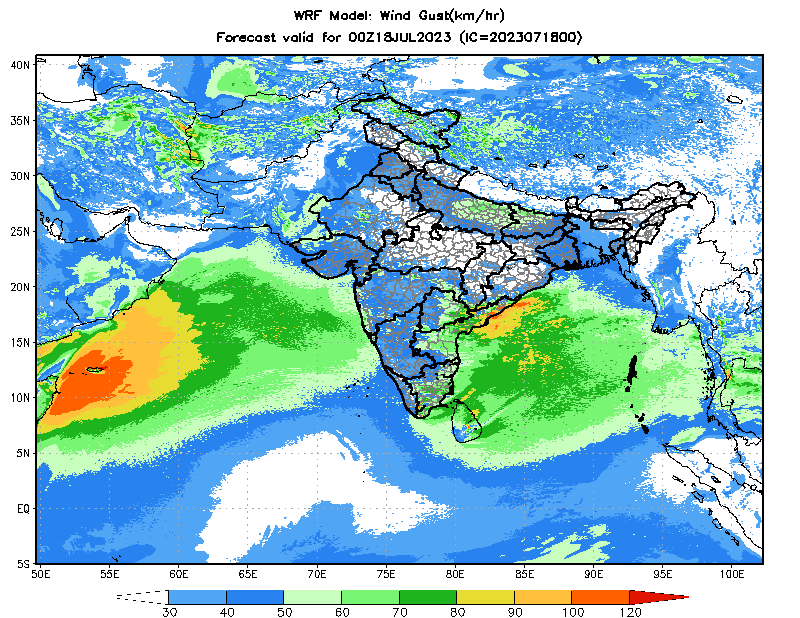 WRF Model: Wind Gust(km/hr)
Forecast valid for 00Z18JUL2023 (IC=2023071800)
40N
35N
30N
25N
20N
15N
10N
5N
EQ
5S
50E 55E 60E 65E 70E 75E 80E 85E 90E 95E 100E
30 40 50 60 70 80 90 100 120